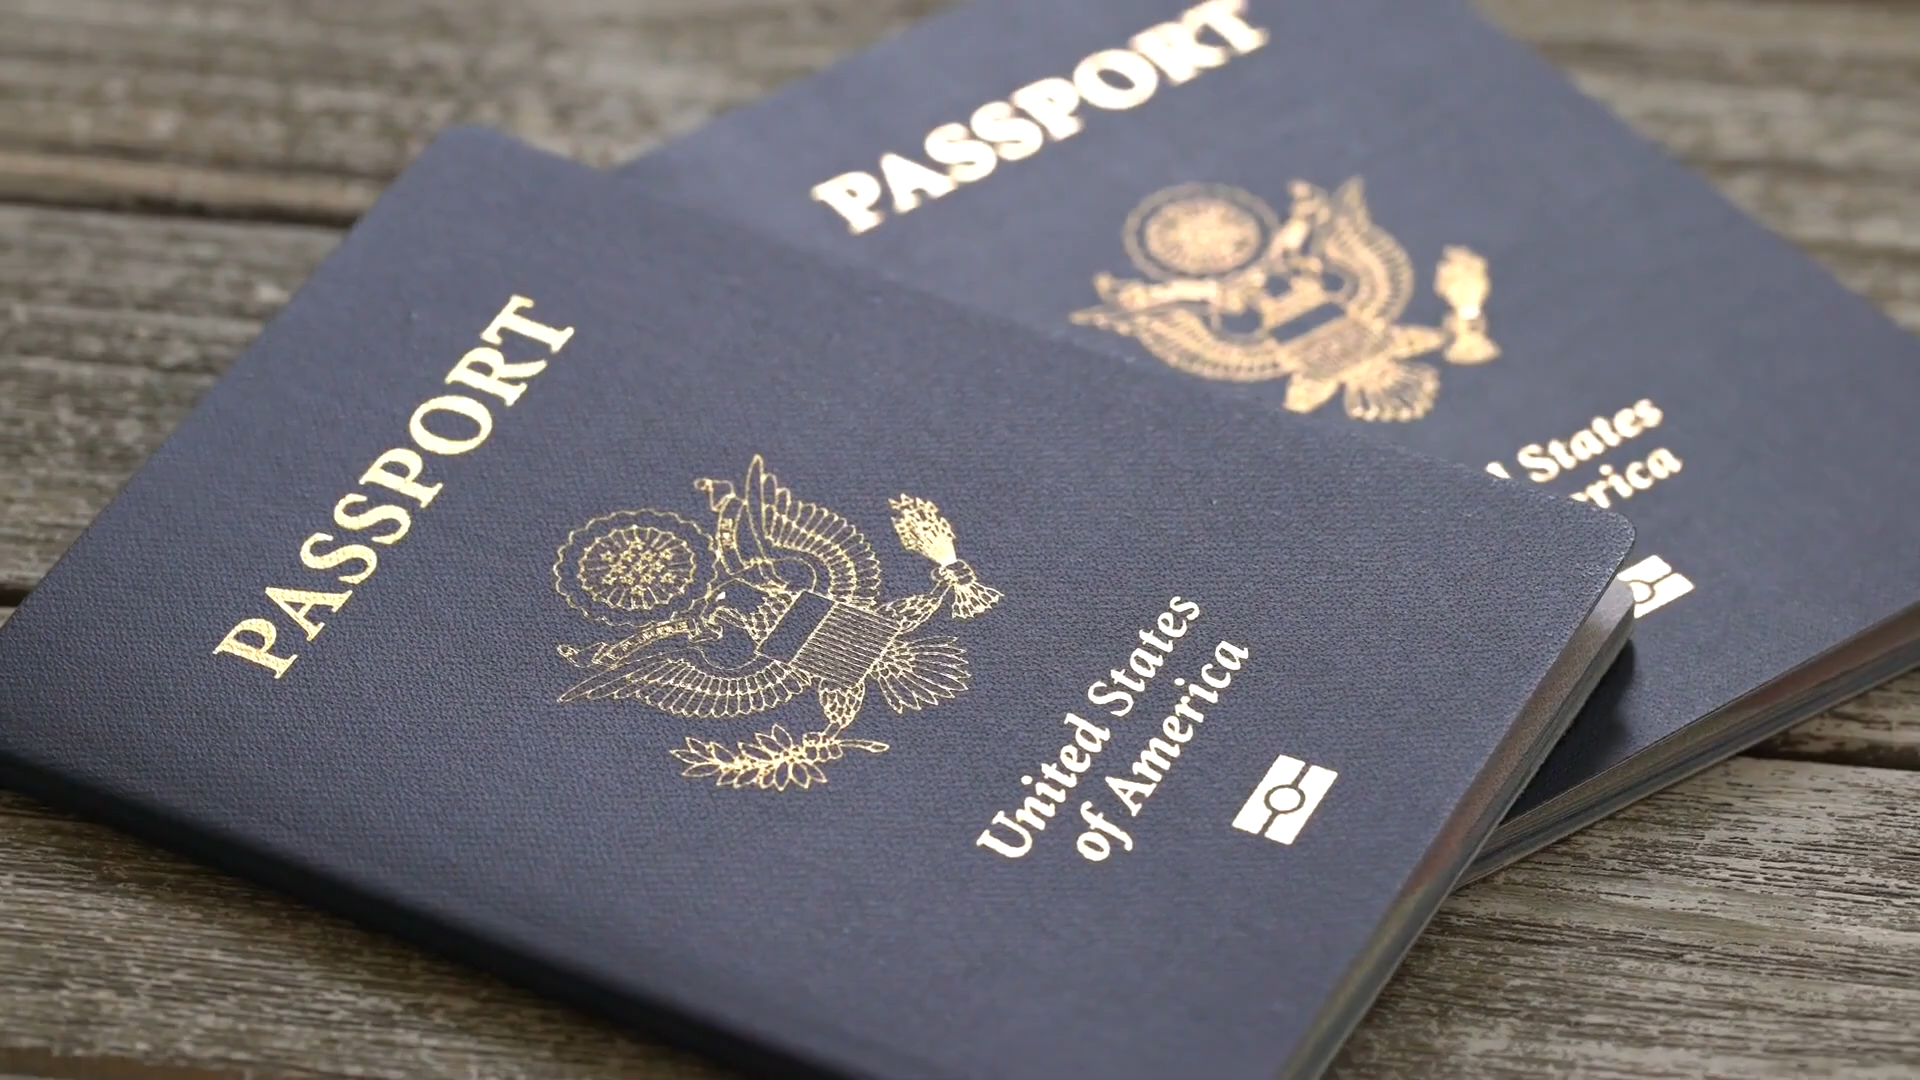 PASSPORT
United States
of America
PASSPORT
States